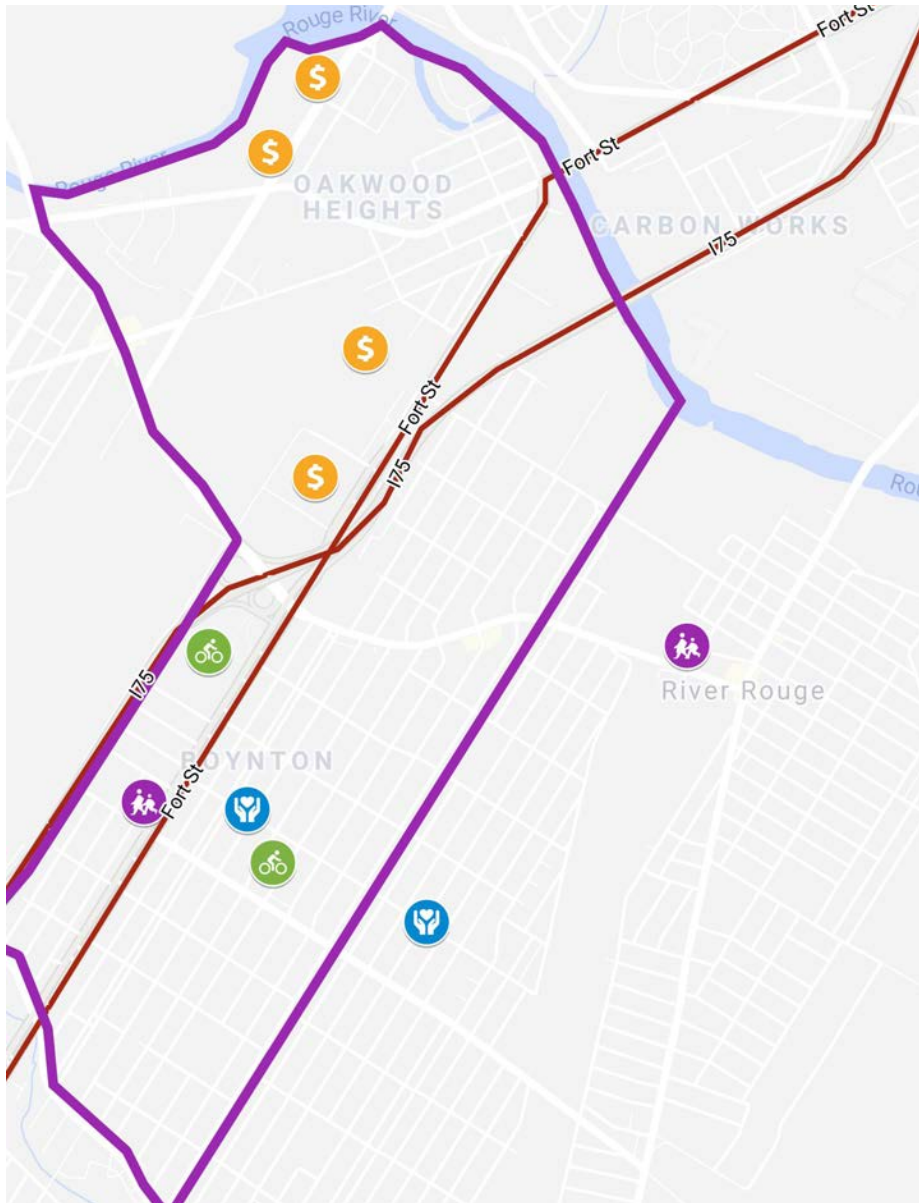 Rouge River
Fort St
Rouge River
Fort St
OAKWOOD
HEIGHTS
CARBON WORKS
I75
Fort St
I75
Rou
$
$
$
$
I75
River Rouge
BOYNTON
Fort St